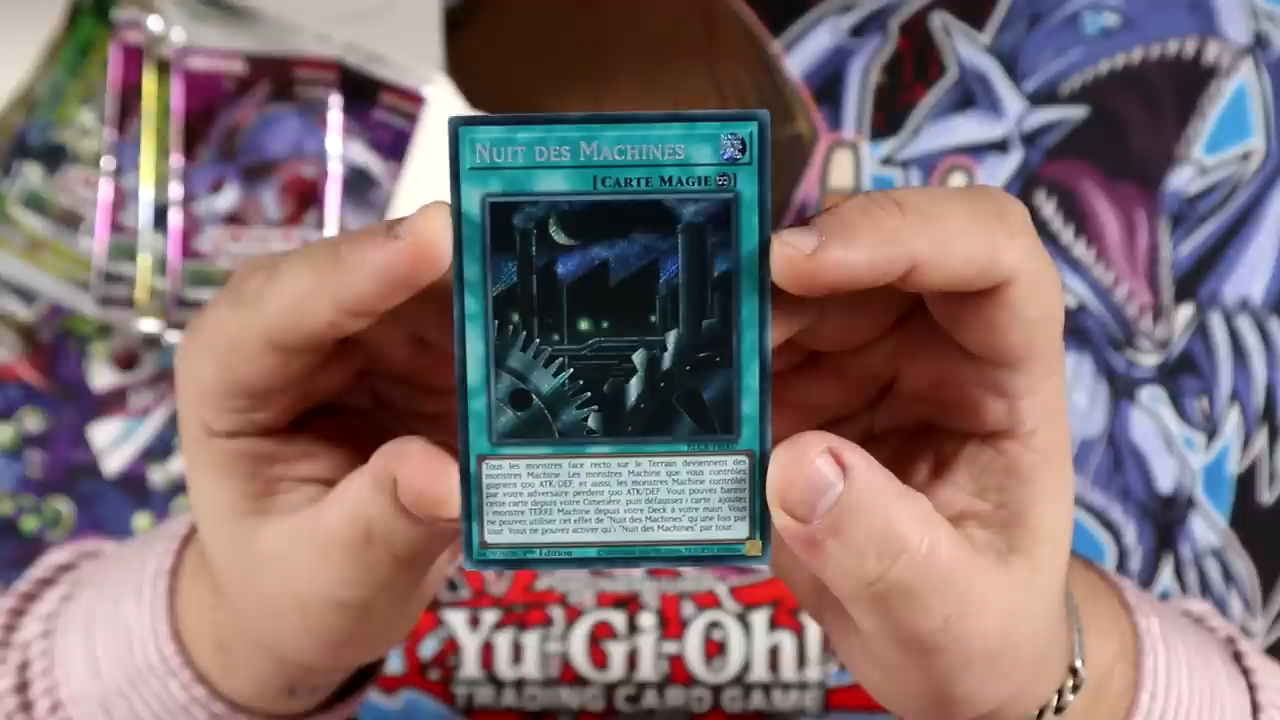 Nuit des Machines
[Carte Magie]
Tous les monstres face recto sur le Terrain deviennent des
monstres Machine. Les monstres Machine que vous contrôlez
gagnent 500 ATK/DEF, et aussi, les monstres Machine contrôlés
par votre adversaire perdent 500 ATK/DEF. Vous pouvez bannir
cette carte depuis votre Cimetière, puis défaussez 1 carte ; ajoutez
1 monstre TERRE Machine depuis votre Deck à votre main. Vous
ne pouvez utiliser cet effet de "Nuit des Machines" qu'une fois par
tour. Vous ne pouvez activer qu'1 "Nuit des Machines" par tour.
Édition
Yu-Gi-Oh!
TRADING CARD GAME